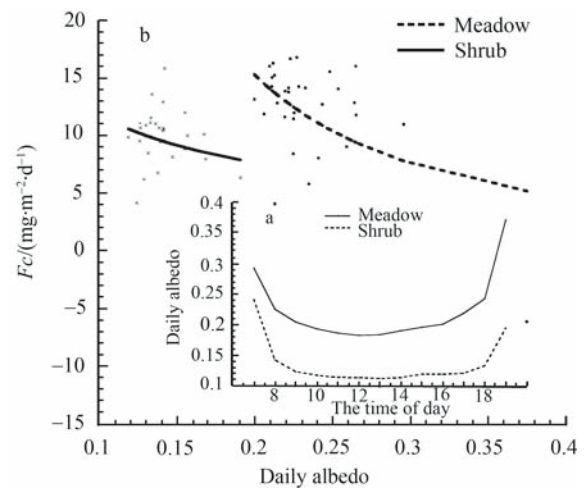 b
Meadow
Shrub
20
15
10
5
0
−5
−10
−15
Fc/(mg·m⁻²·d⁻¹)
0.1
0.15
0.2
0.25
0.3
0.35
0.4
Daily albedo
a
Meadow
Shrub
0.4
0.3
0.25
0.2
0.15
0.1
Daily albedo
8
10
12
14
16
18
The time of day